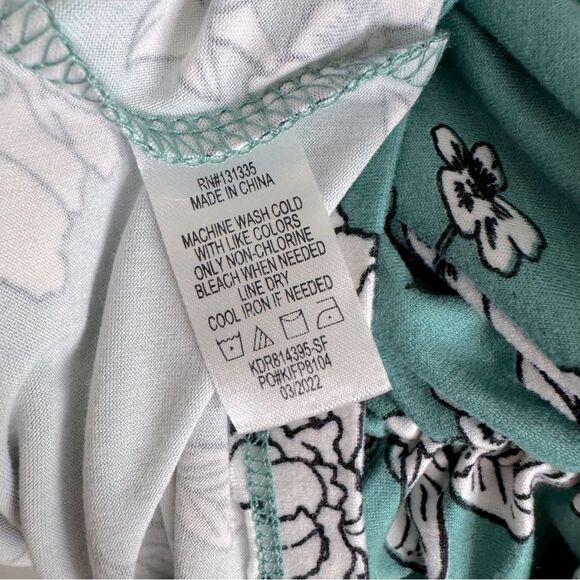 RN#131335
MADE IN CHINA
MACHINE WASH COLD
WITH LIKE COLORS
ONLY NON-CHLORINE
BLEACH WHEN NEEDED
LINE DRY
COOL IRON IF NEEDED
KDR814395-SF
PO#KIFP8104
03/2022